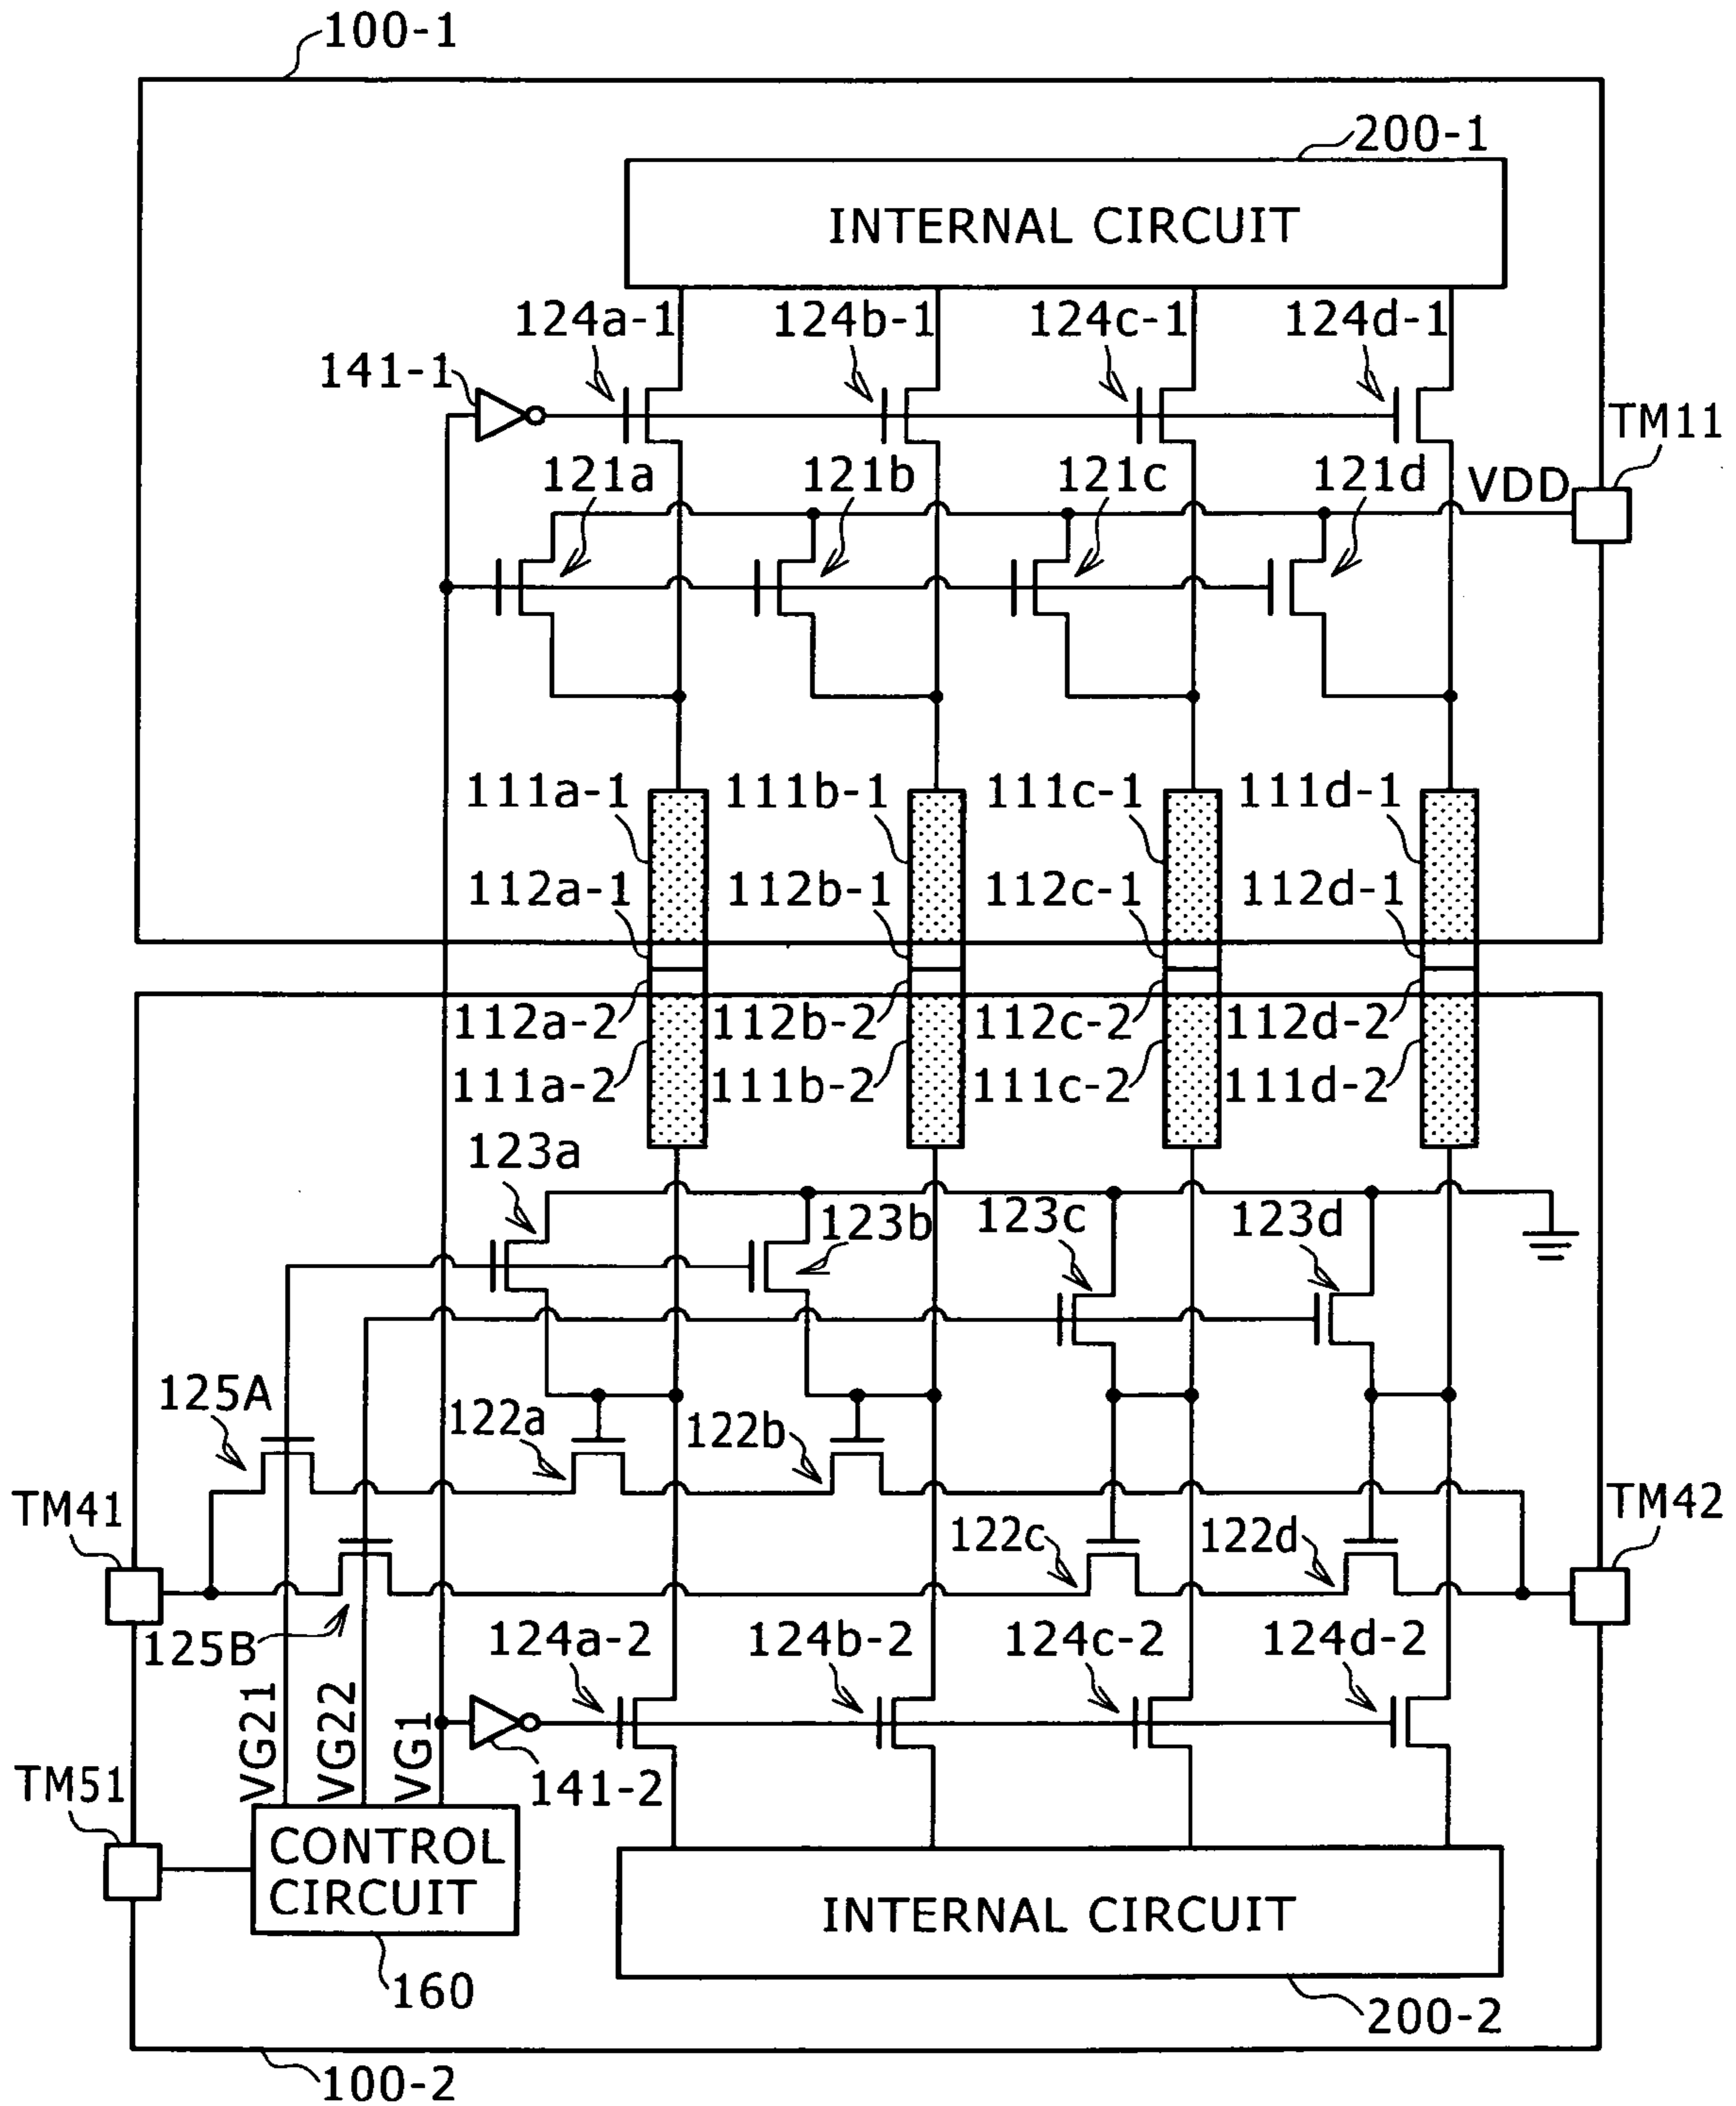 100-1
200-1
INTERNAL CIRCUIT
124a-1
124b-1
124c-1
124d-1
141-1
TM11
121a
121b
121c
121d
VDD
111a-1
111b-1
111c-1
111d-1
112a-1
112b-1
112c-1
112d-1
112a-2
112b-2
112c-2
112d-2
111a-2
111b-2
111c-2
111d-2
123a
123b
123c
123d
125A
122a
122b
TM41
TM42
122c
122d
125B
124a-2
124b-2
124c-2
124d-2
VG21
VG22
VG1
TM51
141-2
CONTROL
CIRCUIT
INTERNAL CIRCUIT
160
200-2
100-2